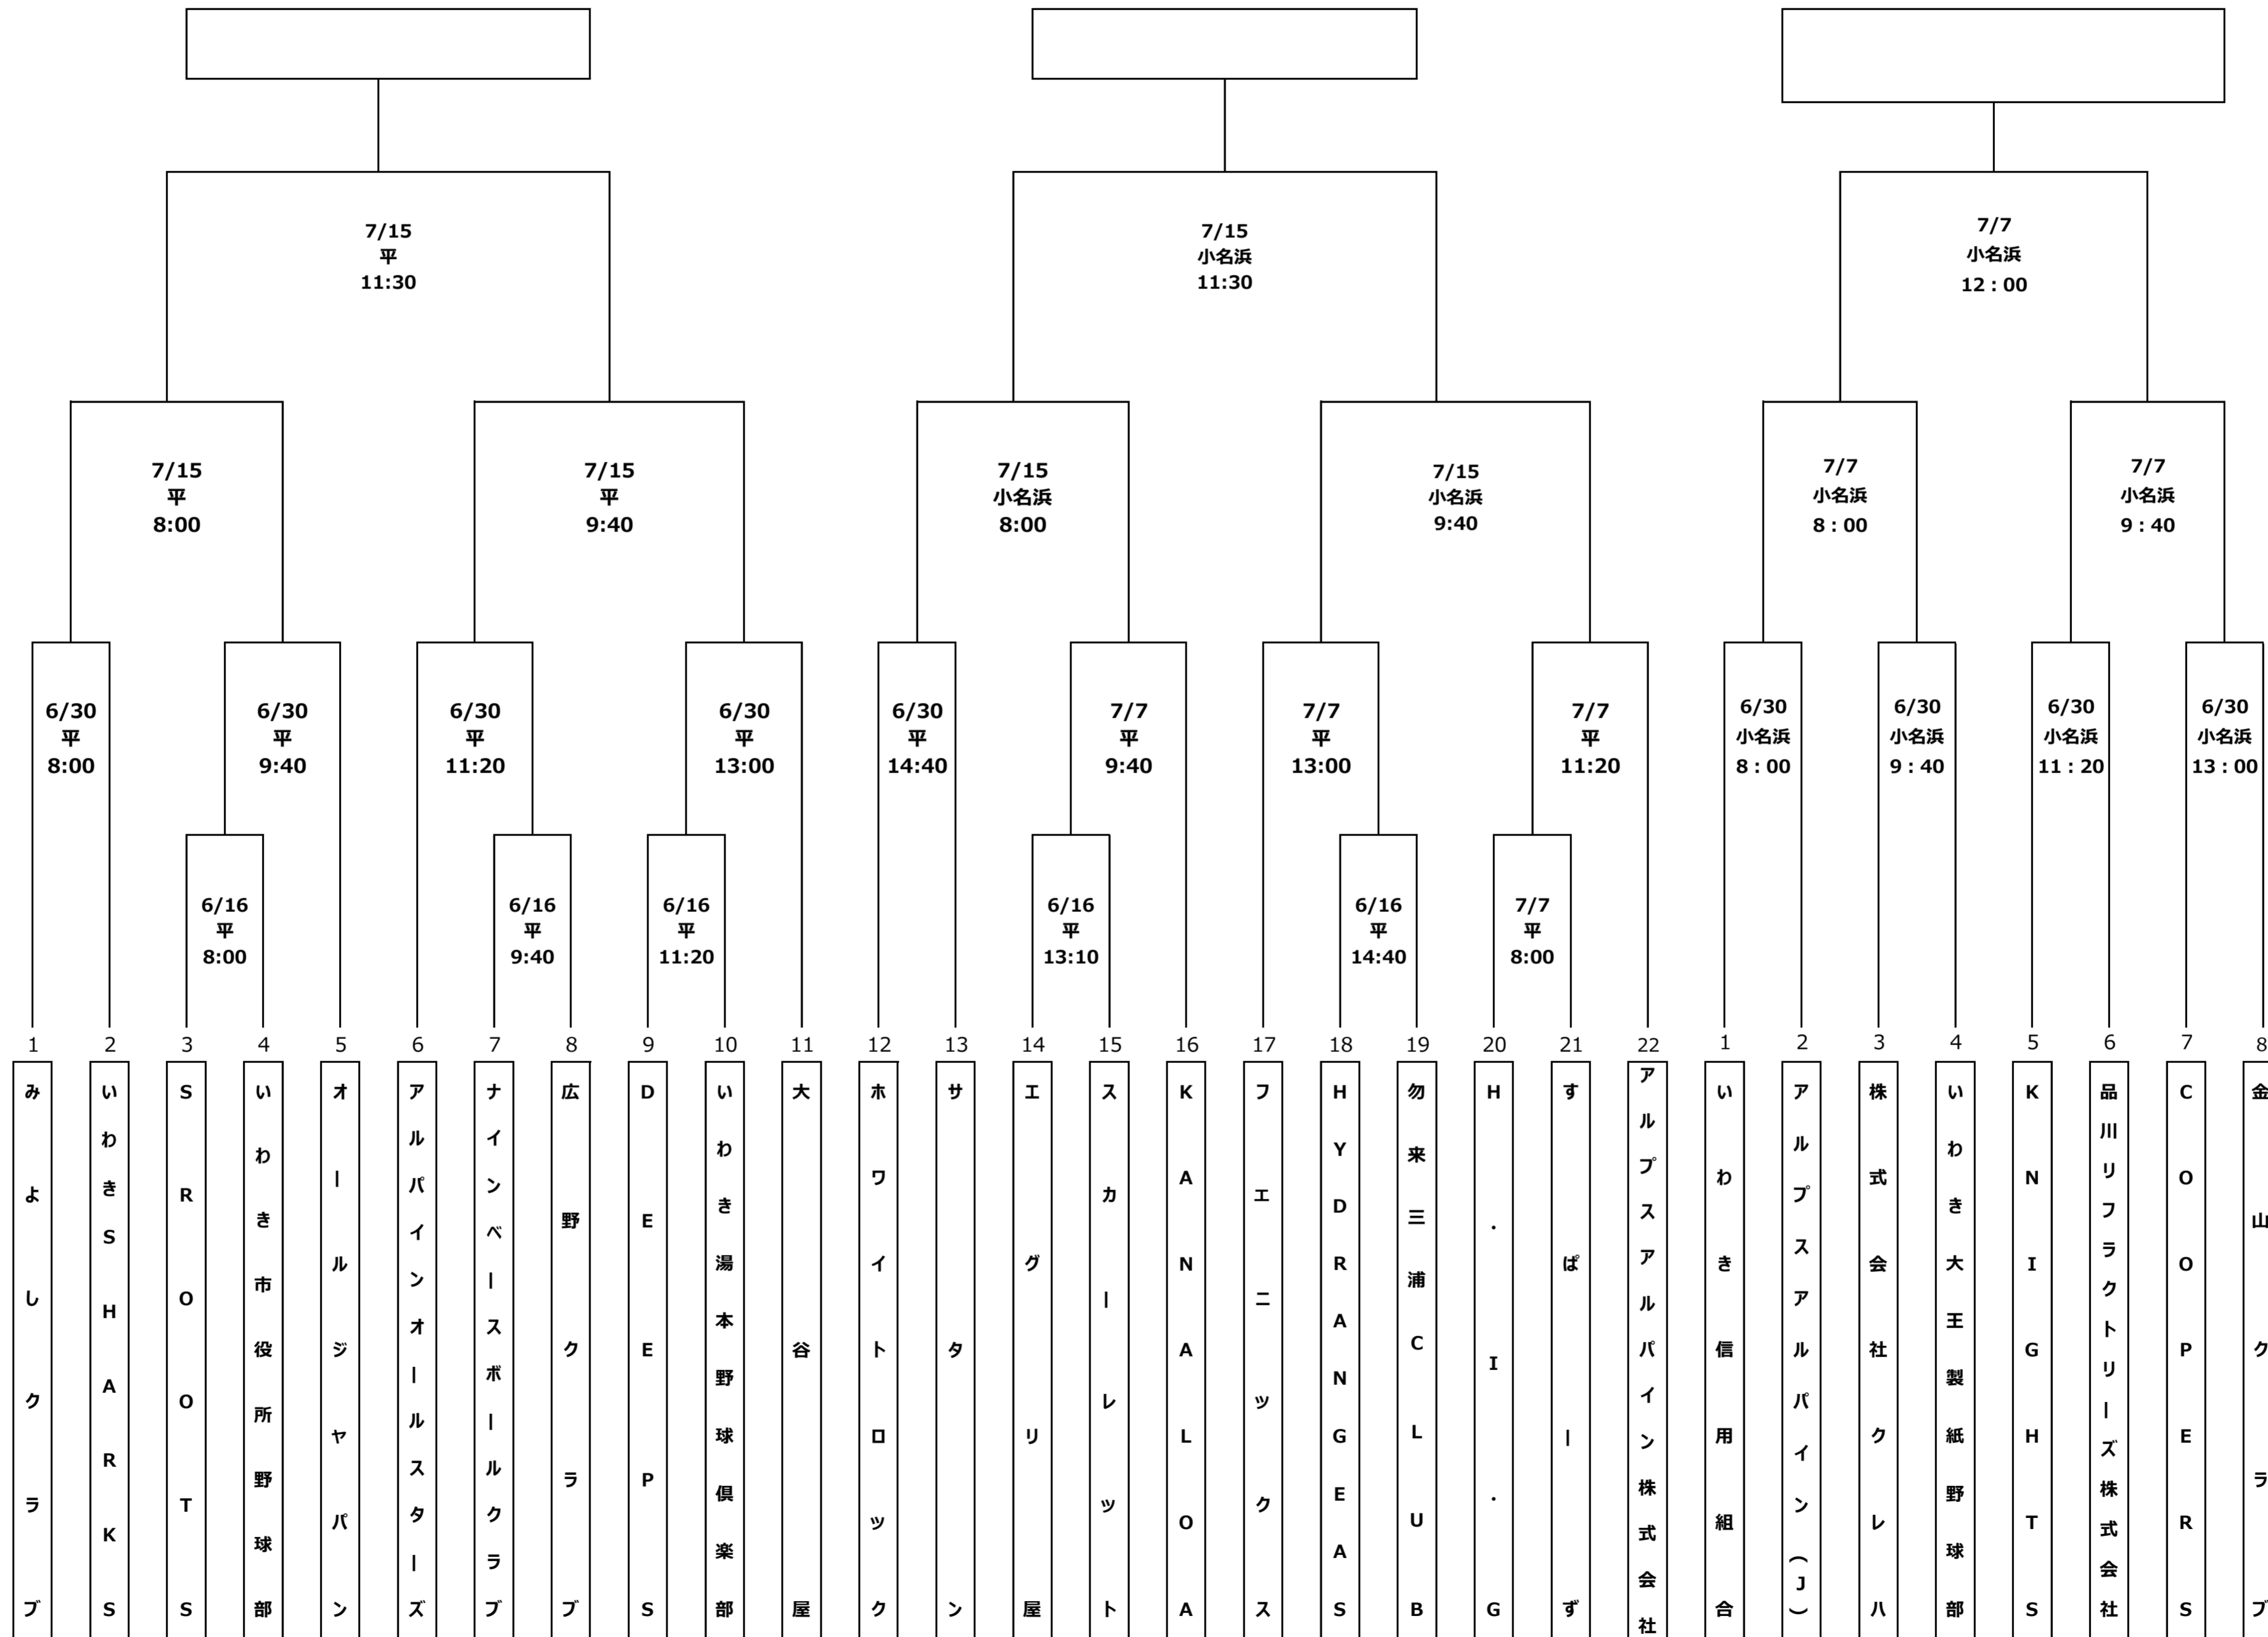 7/15
平
11:30
7/15
小名浜
11:30
7/7
小名浜
12：00
7/15
平
8:00
7/15
平
9:40
7/15
小名浜
8:00
7/15
小名浜
9:40
7/7
小名浜
8：00
7/7
小名浜
9：40
6/30
平
8:00
6/30
平
9:40
6/30
平
11:20
6/30
平
13:00
6/30
平
14:40
7/7
平
9:40
7/7
平
13:00
7/7
平
11:20
6/30
小名浜
8：00
6/30
小名浜
9：40
6/30
小名浜
11：20
6/30
小名浜
13：00
6/16
平
8:00
6/16
平
9:40
6/16
平
11:20
6/16
平
13:10
6/16
平
14:40
7/7
平
8:00
1 2 3 4 5 6 7 8 9 10 11 12 13 14 15 16 17 18 19 20 21 22 1 2 3 4 5 6 7 8
みよしクラブ
いわきSHARKS
SROOTS
いわき市役所野球部
オールジャパン
アルパインオールスターズ
ナインベースボールクラブ
広野クラブ
DEEPS
いわき湯本野球倶楽部
大谷屋
ホワイトロック
サタン
エグリ屋
スカーレット
KANALOA
フェニックス
HYDRANGEAS
勿来三浦CLUB
H．I．G
すぱーず
アルプスアルパイン株式会社
いわき信用組合
アルプスアルパイン(J)
株式会社クレハ
いわき大王製紙野球部
KNIGHTS
品川リフラクトリーズ株式会社
COOPERS
金山クラブ